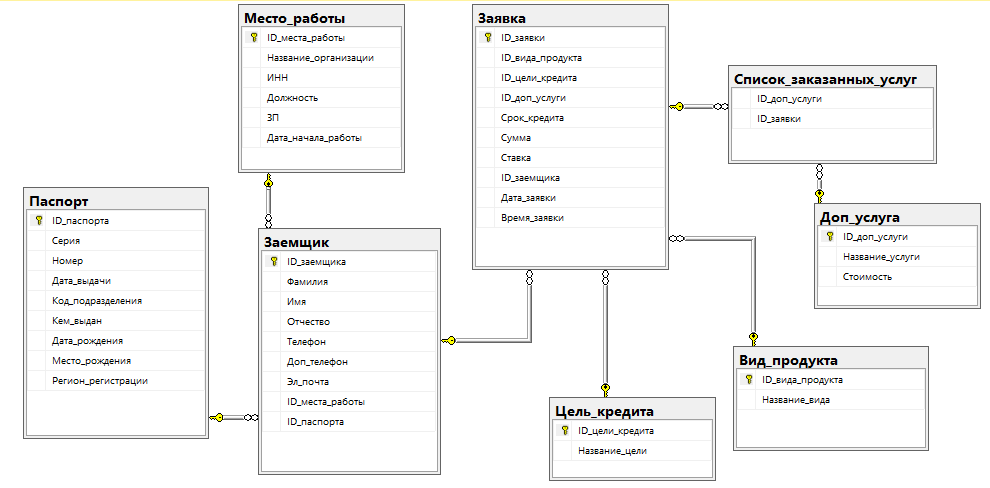 Место_работы
ID_места_работы
Название_организации
ИНН
Должность
ЗП
Дата_начала_работы
Заявка
ID_заявки
ID_вида_продукта
ID_цели_кредита
ID_доп_услуги
Срок_кредита
Сумма
Ставка
ID_заемщика
Дата_заявки
Время_заявки
Список_заказанных_услуг
ID_доп_услуги
ID_заявки
Паспорт
ID_паспорта
Серия
Номер
Дата_выдачи
Код_подразделения
Кем_выдан
Дата_рождения
Место_рождения
Регион_регистрации
Заемщик
ID_заемщика
Фамилия
Имя
Отчество
Телефон
Доп_телефон
Эл_почта
ID_места_работы
ID_паспорта
Доп_услуга
ID_доп_услуги
Название_услуги
Стоимость
Цель_кредита
ID_цели_кредита
Название_цели
Вид_продукта
ID_вида_продукта
Название_вида